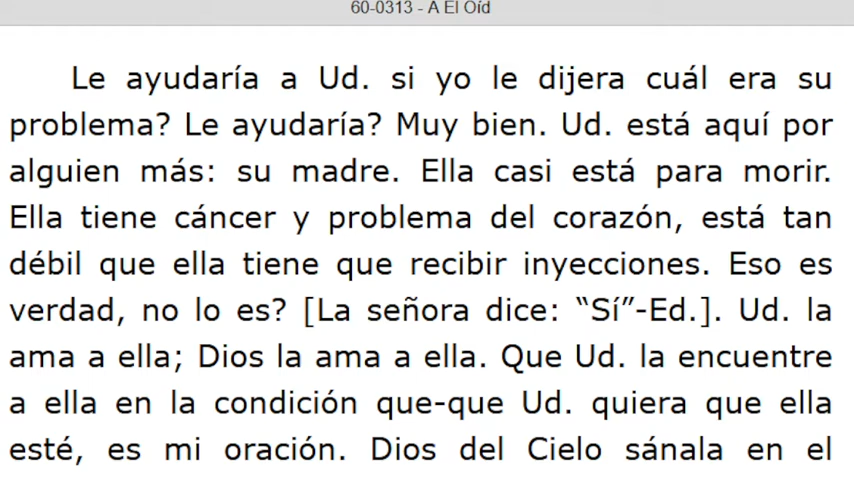 60-0313 - A El Oíd
Le ayudaría a Ud. si yo le dijera cuál era su
problema? Le ayudaría? Muy bien. Ud. está aquí por
alguien más: su madre. Ella casi está para morir.
Ella tiene cáncer y problema del corazón, está tan
débil que ella tiene que recibir inyecciones. Eso es
verdad, no lo es? [La señora dice: “Sí”-Ed.]. Ud. la
ama a ella; Dios la ama a ella. Que Ud. la encuentre
a ella en la condición que-que Ud. quiera que ella
esté, es mi oración. Dios del Cielo sánala en el